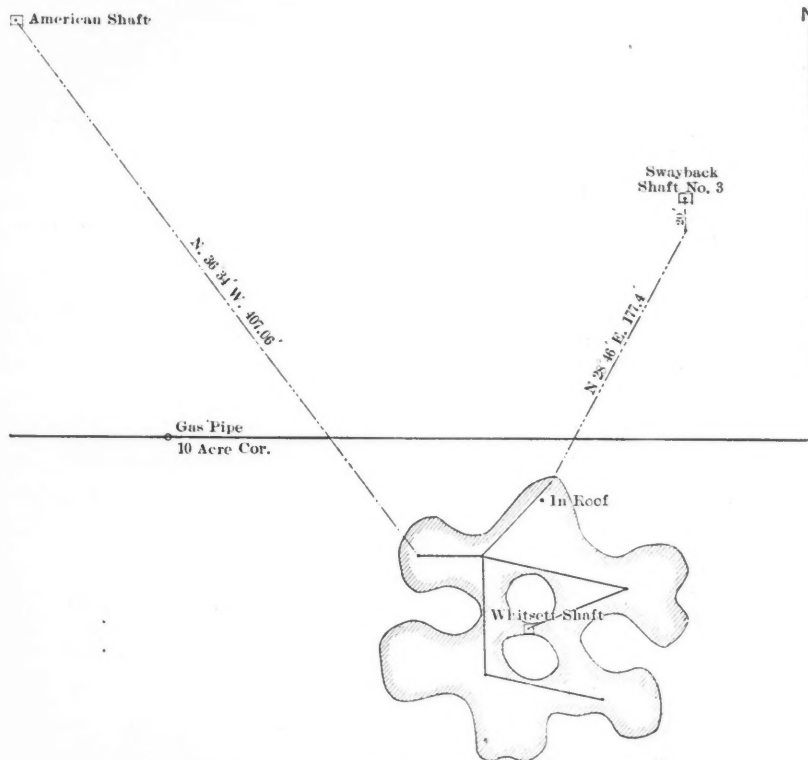 N
American Shaft
Swayback
Shaft No. 3
20'
N. 36° 34' W. 407.06'
N 28° 46' E. 177.4'
Gas Pipe
10 Acre Cor.
In Roof
Whitsett Shaft